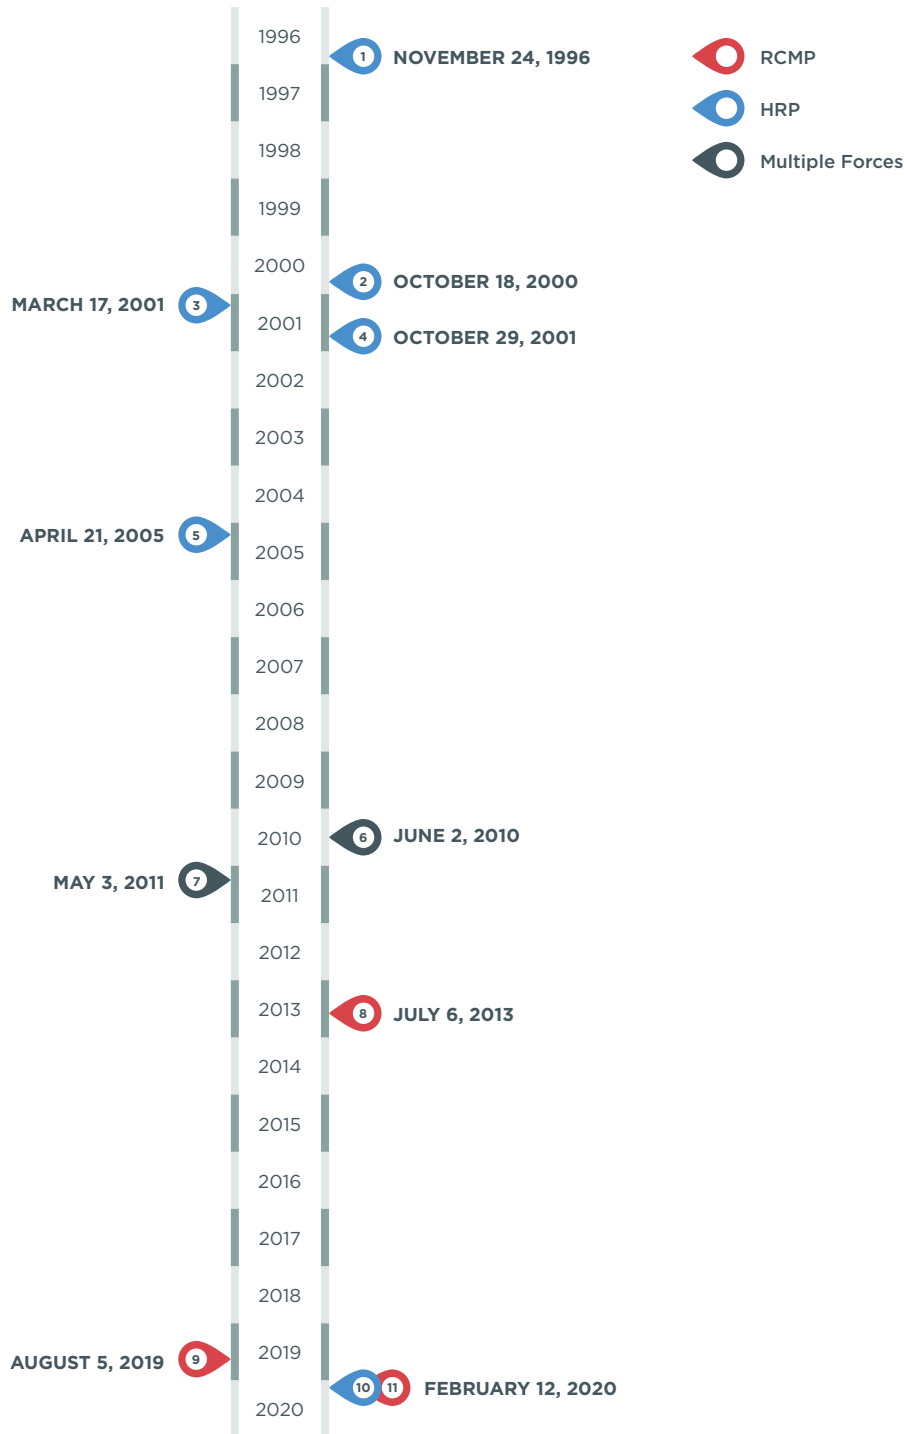 1996
1 NOVEMBER 24, 1996
RCMP
1997
HRP
1998
Multiple Forces
1999
2000
2 OCTOBER 18, 2000
MARCH 17, 2001 3
2001
4 OCTOBER 29, 2001
2002
2003
2004
APRIL 21, 2005 5
2005
2006
2007
2008
2009
2010
6 JUNE 2, 2010
MAY 3, 2011 7
2011
2012
2013
8 JULY 6, 2013
2014
2015
2016
2017
2018
2019
AUGUST 5, 2019 9
10 11 FEBRUARY 12, 2020
2020